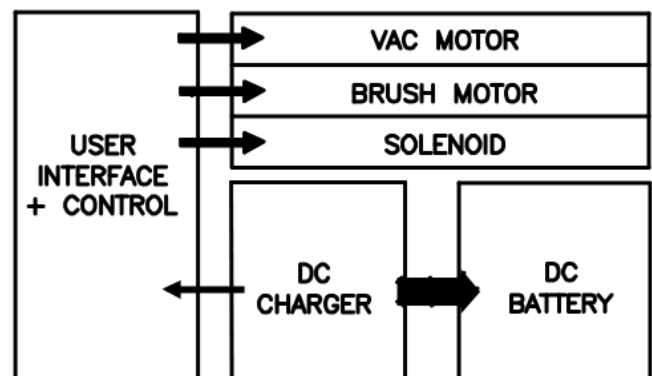 VAC MOTOR
BRUSH MOTOR
SOLENOID
USER
INTERFACE
+ CONTROL
DC
CHARGER
DC
BATTERY